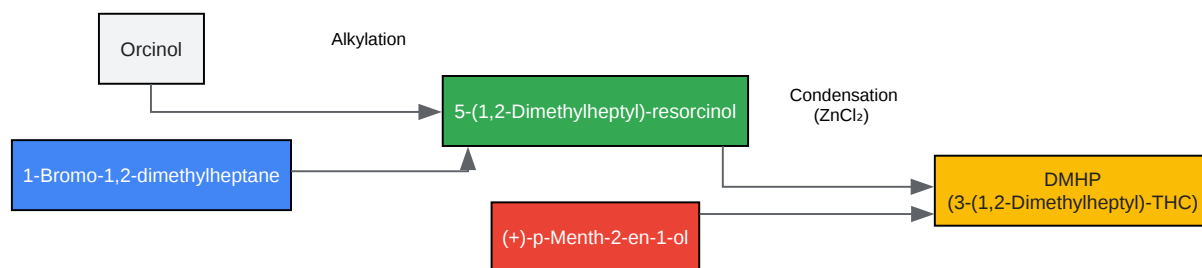 Orcinol
Alkylation
1-Bromo-1,2-dimethylheptane
5-(1,2-Dimethylheptyl)-resorcinol
(+)-p-Menth-2-en-1-ol
Condensation
(ZnCl₂)
DMHP
(3-(1,2-Dimethylheptyl)-THC)